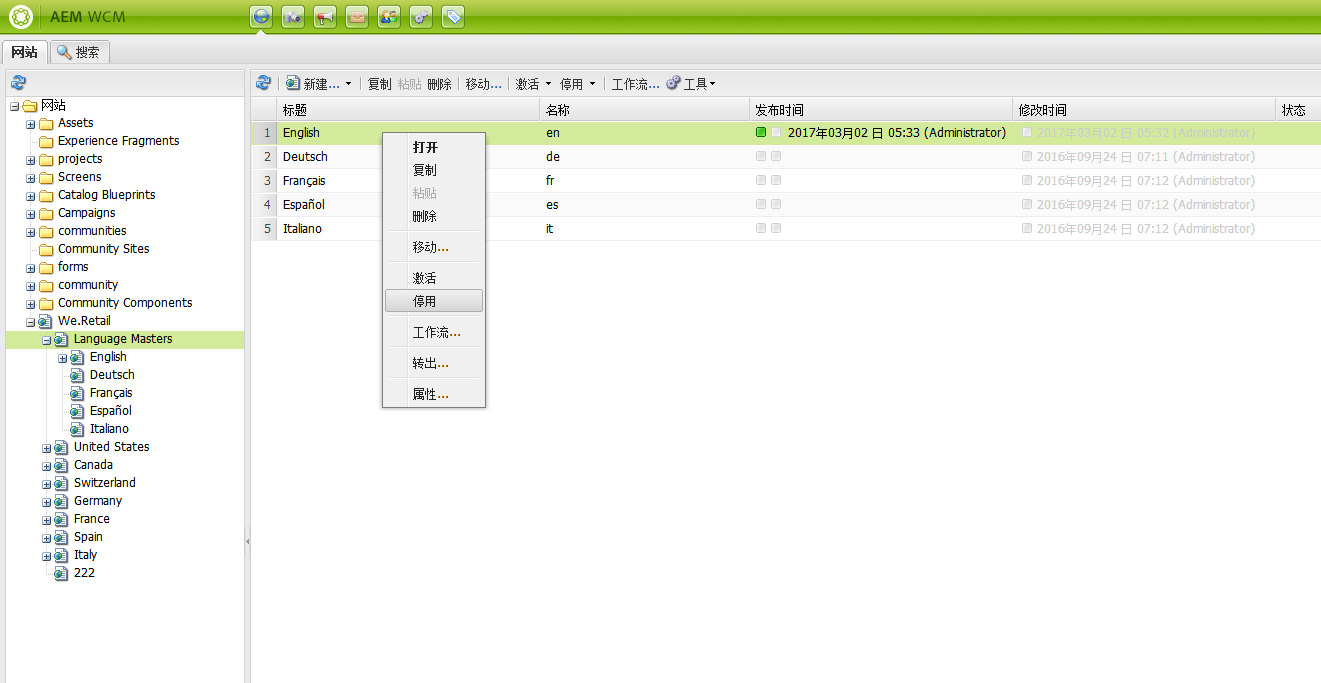 AEM WCM
网站 搜索
网站
Assets
Experience Fragments
projects
Screens
Catalog Blueprints
Campaigns
communities
Community Sites
forms
community
Community Components
We.Retail
Language Masters
English
Deutsch
Français
Español
Italiano
United States
Canada
Switzerland
Germany
France
Spain
Italy
222
新建... 复制 粘贴 删除 移动... 激活 停用 工作流... 工具
标题 名称 发布时间 修改时间 状态
1 English en 2017年03月02 日 05:33 (Administrator) 2017年03月02 日 05:32 (Administrator)
2 Deutsch de 2016年09月24 日 07:11 (Administrator)
3 Français fr 2016年09月24 日 07:12 (Administrator)
4 Español es 2016年09月24 日 07:12 (Administrator)
5 Italiano it 2016年09月24 日 07:12 (Administrator)
打开
复制
粘贴
删除
移动...
激活
停用
工作流...
转出...
属性...